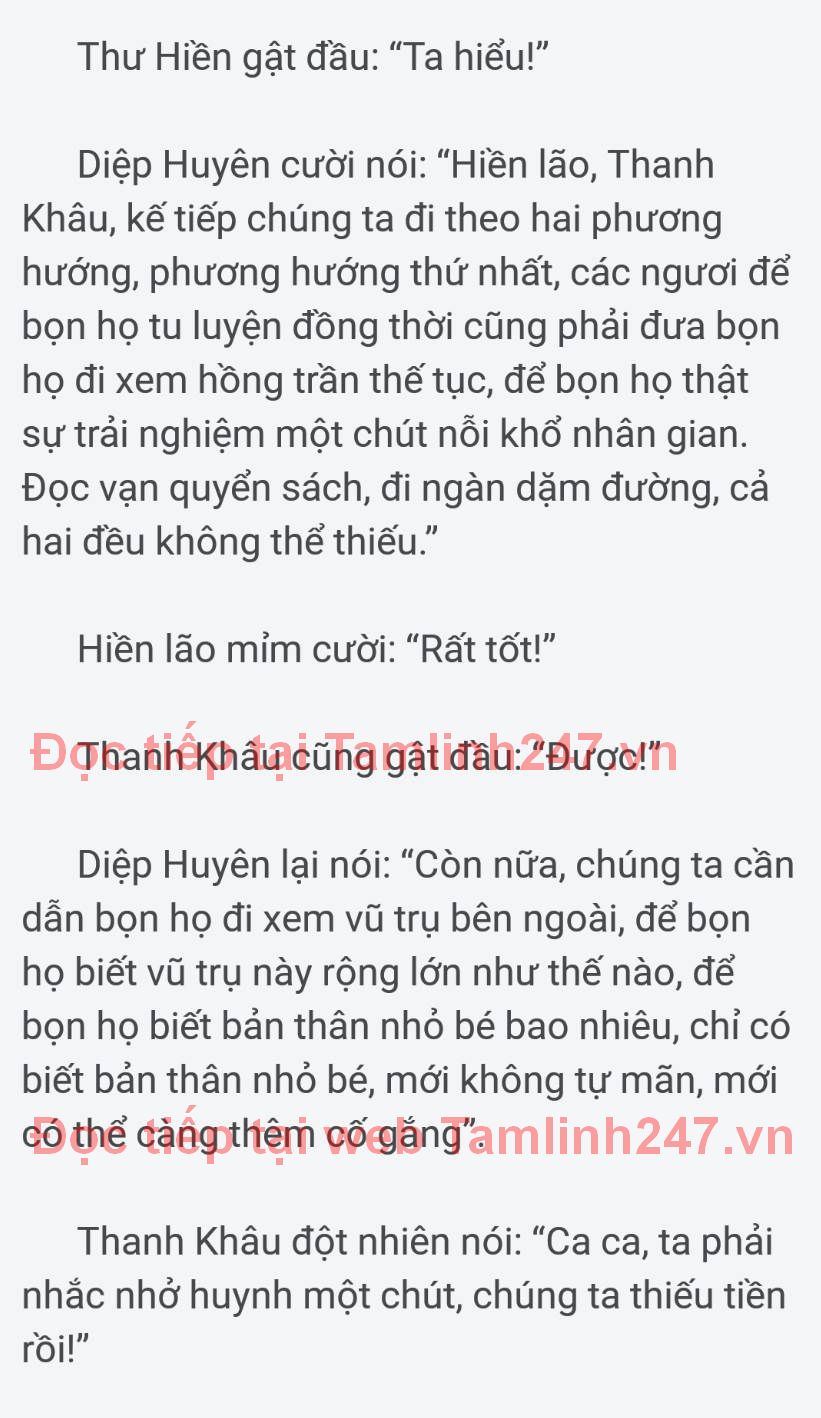 Thư Hiền gật đầu: “Ta hiểu!”
Diệp Huyên cười nói: “Hiền lão, Thanh
Khâu, kế tiếp chúng ta đi theo hai phương
hướng, phương hướng thứ nhất, các ngươi để
bọn họ tu luyện đồng thời cũng phải đưa bọn
họ đi xem hồng trần thế tục, để bọn họ thật
sự trải nghiệm một chút nỗi khổ nhân gian.
Đọc vạn quyển sách, đi ngàn dặm đường, cả
hai đều không thể thiếu.”
Hiền lão mỉm cười: “Rất tốt!”
Đọc tiếp tại Tamlinh247.vn
Thanh Khâu cũng gật đầu: “Được!”
Diệp Huyên lại nói: “Còn nữa, chúng ta cần
dẫn bọn họ đi xem vũ trụ bên ngoài, để bọn
họ biết vũ trụ này rộng lớn như thế nào, để
bọn họ biết bản thân nhỏ bé bao nhiêu, chỉ có
biết bản thân nhỏ bé, mới không tự mãn, mới
có thể càng thêm cố gắng”.
Đọc tiếp tại web Tamlinh247.vn
Thanh Khâu đột nhiên nói: “Ca ca, ta phải
nhắc nhở huynh một chút, chúng ta thiếu tiền
rồi!”